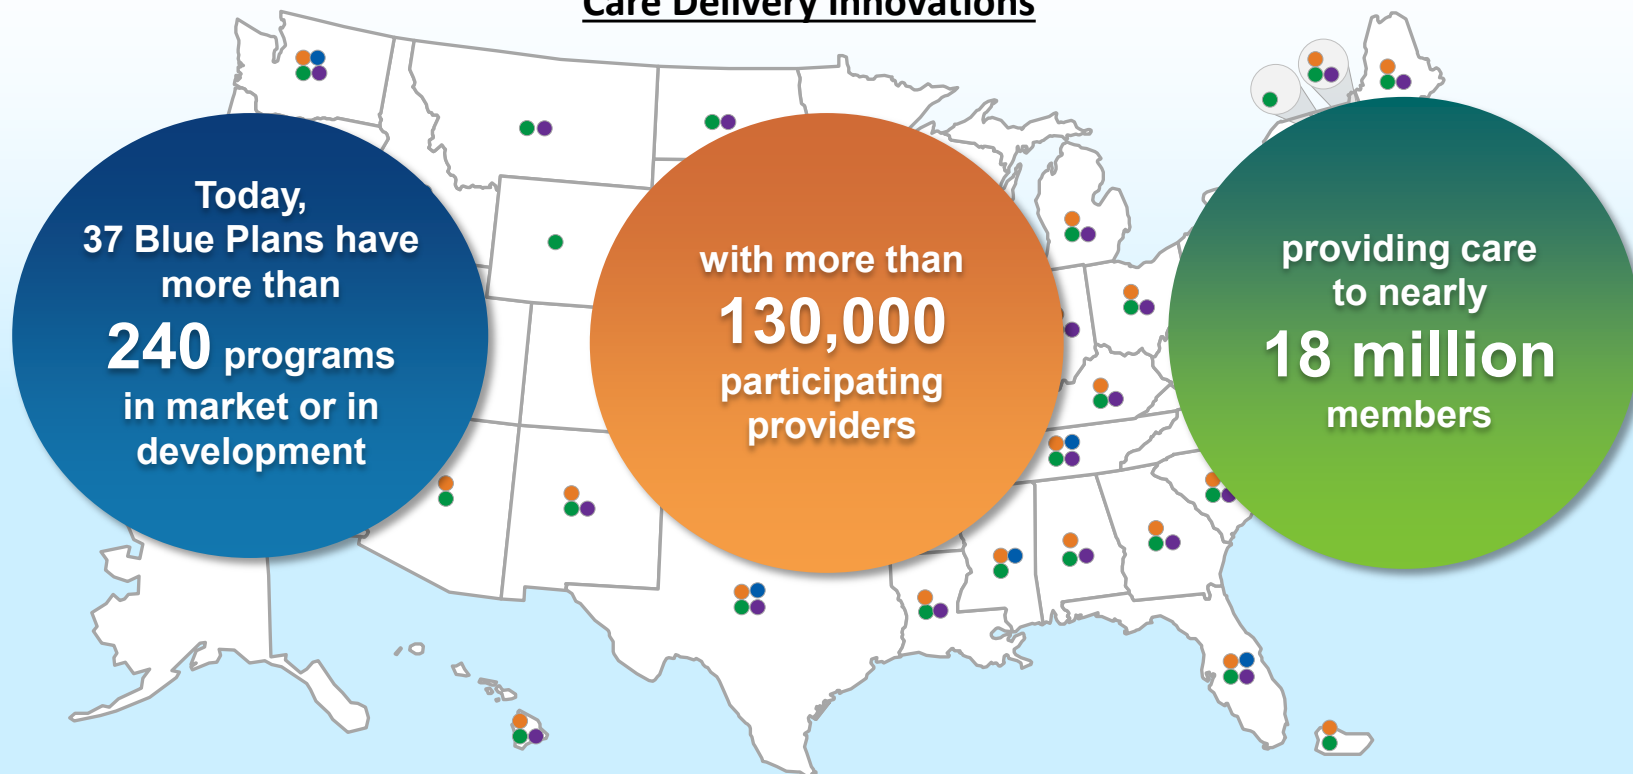 Care Delivery Innovations
Today,
37 Blue Plans have
more than
240 programs
in market or in
development
with more than
130,000
participating
providers
providing care
to nearly
18 million
members